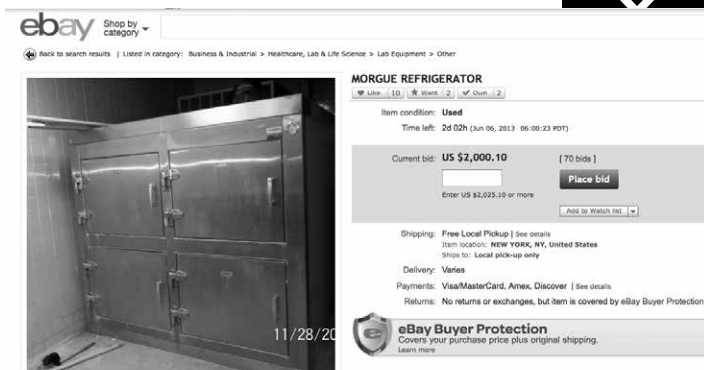 ebay
Shop by
category
Back to search results | Listed in category: Business & Industrial > Healthcare, Lab & Life Science > Lab Equipment > Other
MORGUE REFRIGERATOR
Like 10 Want 2 Own 2
Item condition: Used
Time left: 2d 02h (Jun 06, 2013 06:00:23 PDT)
Current bid: US $2,000.10 [ 70 bids ]
Place bid
Enter US $2,025.10 or more
Add to Watch list
Shipping: Free Local Pickup | See details
Item location: NEW YORK, NY, United States
Ships to: Local pick-up only
Delivery: Varies
Payments: Visa/MasterCard, Amex, Discover | See details
Returns: No returns or exchanges, but item is covered by eBay Buyer Protection
11/28/20
e
eBay Buyer Protection
Covers your purchase price plus original shipping.
Learn more